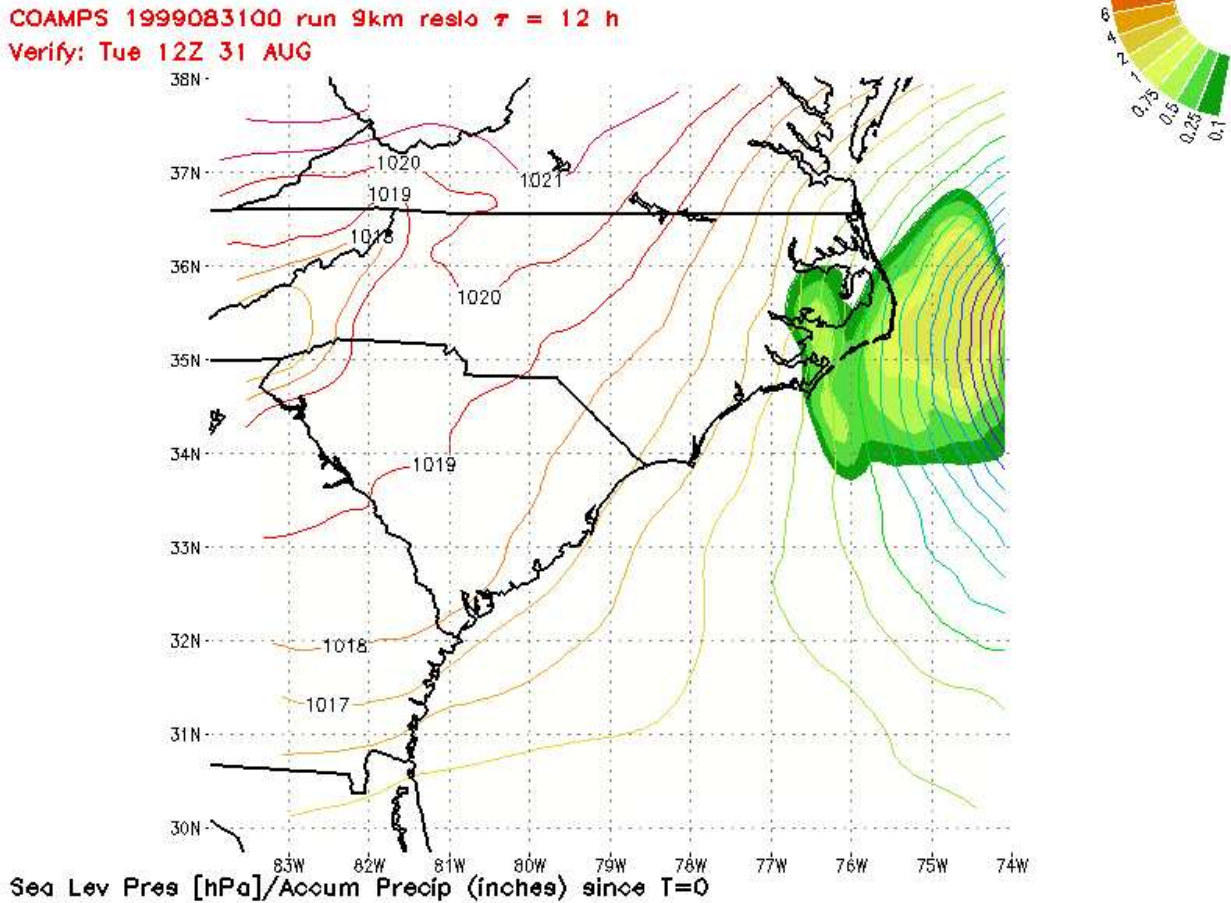 COAMPS 1999083100 run 9km reslo τ = 12 h
Verify: Tue 12Z 31 AUG
6
4
2
1
0.75
0.5
0.25
0.1
38N
37N
36N
35N
34N
33N
32N
31N
30N
1020
1021
1019
1018
1020
1019
1018
1017
83W 82W 81W 80W 79W 78W 77W 76W 75W 74W
Sea Lev Pres [hPa]/Accum Precip (inches) since T=0